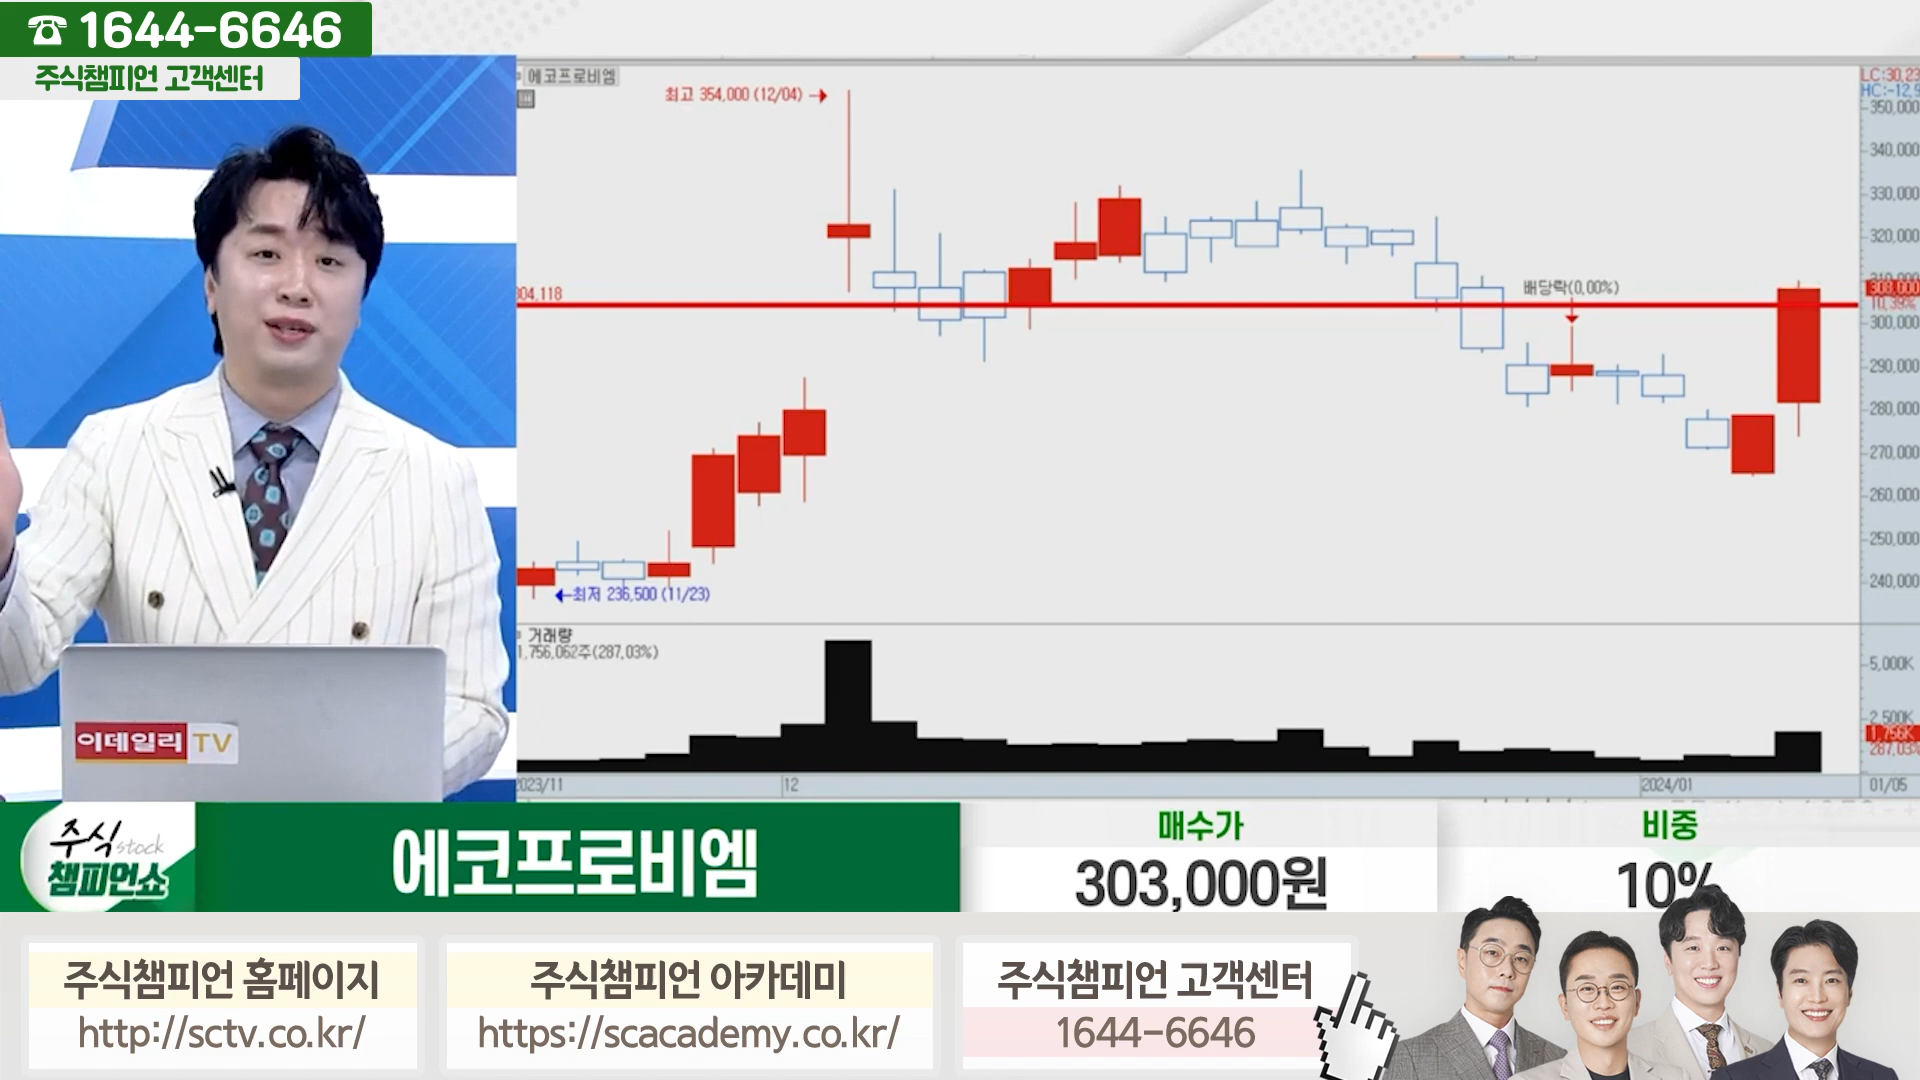 ☎ 1644-6646
주식챔피언 고객센터
에코프로비엠
최고 354,000 (12/04) →
LC:30,23
HC:-12,9
350,000
340,000
330,000
320,000
310,000
308,000
10,39%
300,000
290,000
280,000
270,000
260,000
250,000
240,000
304,118
배당락(0,00%)
←최저 236,500 (11/23)
거래량
1,756,062주(287,03%)
5,000K
2,500K
1,756K
287,03%
2023/11
12
2024/01
01/05
이데일리 TV
주식 stock
챔피언쇼
에코프로비엠
매수가
303,000원
비중
10%
주식챔피언 홈페이지
http://sctv.co.kr/
주식챔피언 아카데미
https://scacademy.co.kr/
주식챔피언 고객센터
1644-6646